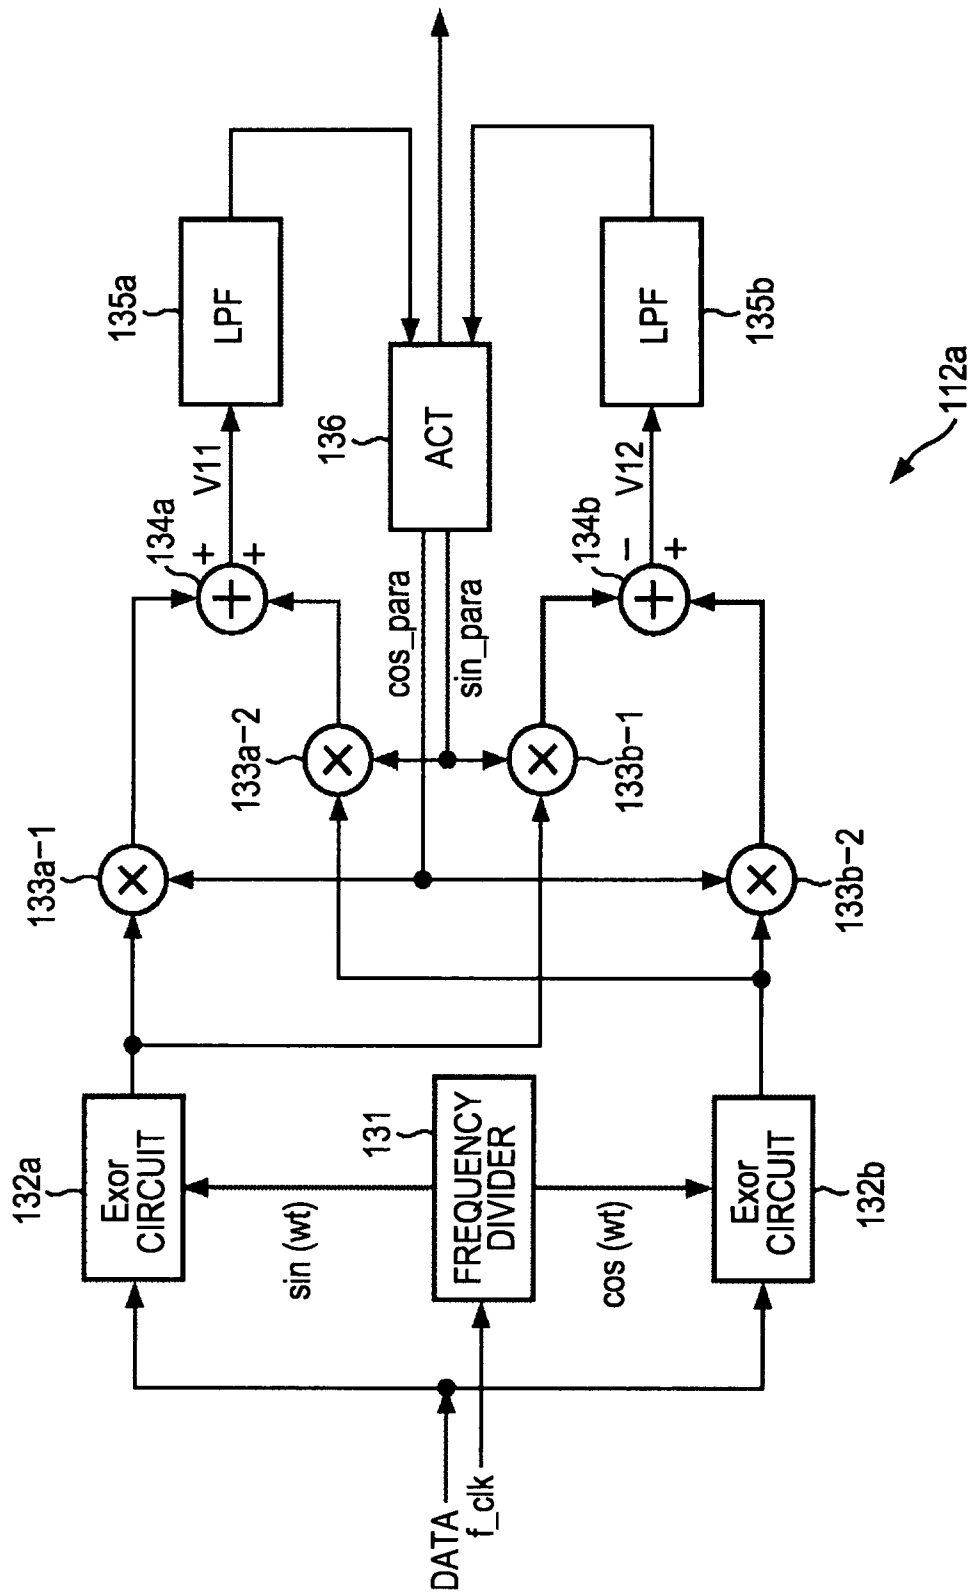 DATA
f_clk
132a
Exor
CIRCUIT
sin (wt)
131
FREQUENCY
DIVIDER
cos (wt)
Exor
CIRCUIT
132b
133a-1
133a-2
133b-1
133b-2
cos_para
sin_para
134a
+
+
+
V11
134b
-
+
+
V12
136
ACT
135a
LPF
LPF
135b
112a